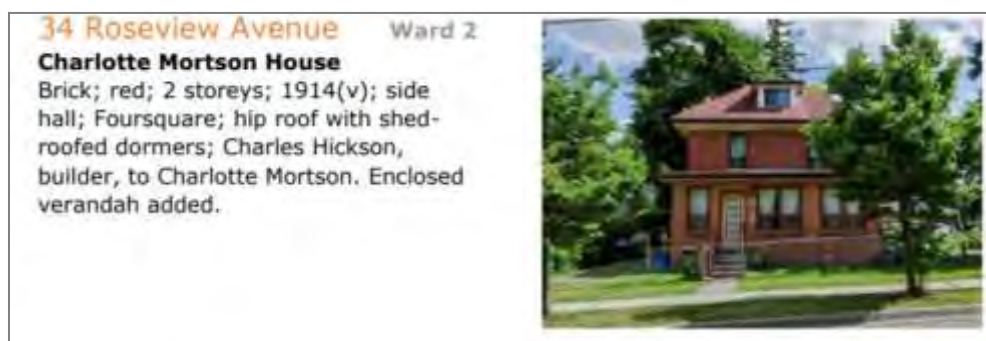 34 Roseview Avenue Ward 2
Charlotte Mortson House
Brick; red; 2 storeys; 1914(v); side
hall; Foursquare; hip roof with shed-
roofed dormers; Charles Hickson,
builder, to Charlotte Mortson. Enclosed
verandah added.